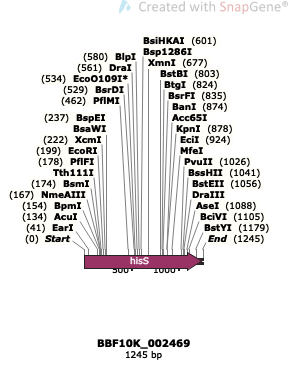 Created with SnapGene®
BsiHKAI (601)
Bsp1286I
(580) BlpI XmnI (677)
(561) DraI BstBI (803)
(534) EcoO109I* BtgI (824)
(529) BsrDI BsrFI (835)
(462) PflMI BanI (874)
Acc65I
(237) BspEI KpnI (878)
BsaWI EciI (924)
(222) XcmI MfeI
(199) EcoRI PvuII (1026)
(178) PflFI BssHII (1041)
Tth111I BstEII (1056)
(174) BsmI DraIII
(167) NmeAIII AseI (1088)
(154) BpmI BciVI (1105)
(134) AcuI BstYI (1179)
(41) EarI End (1245)
(0) Start
hisS
500 1000
BBF10K_002469
1245 bp